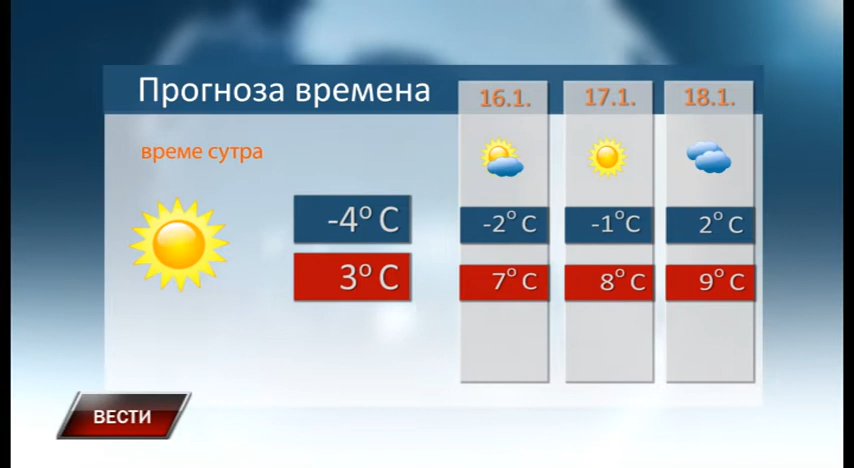 Прогноза времена
време сутра
-4° C
3° C
16.1.
-2° C
7° C
17.1.
-1°C
8° C
18.1.
2° C
9° C
ВЕСТИ